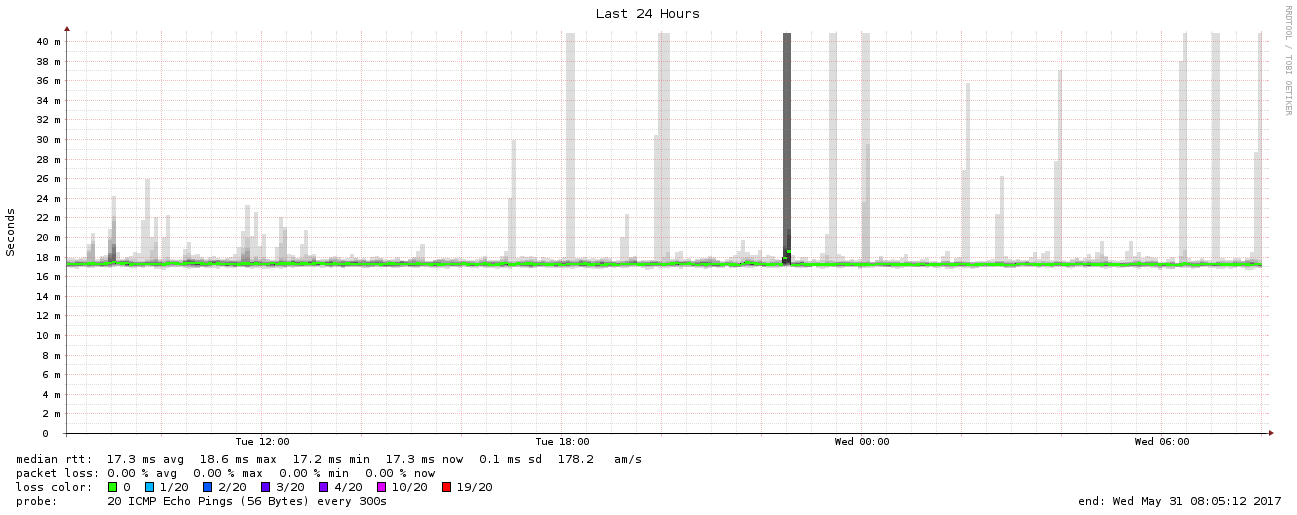 Last 24 Hours
RRDTOOL / TOBI OETIKER
Seconds
40 m
38 m
36 m
34 m
32 m
30 m
28 m
26 m
24 m
22 m
20 m
18 m
16 m
14 m
12 m
10 m
8 m
6 m
4 m
2 m
0
Tue 12:00 Tue 18:00 Wed 00:00 Wed 06:00
median rtt: 17.3 ms avg 18.6 ms max 17.2 ms min 17.3 ms now 0.1 ms sd 178.2 am/s
packet loss: 0.00 % avg 0.00 % max 0.00 % min 0.00 % now
loss color: 0 1/20 2/20 3/20 4/20 10/20 19/20
probe: 20 ICMP Echo Pings (56 Bytes) every 300s end: Wed May 31 08:05:12 2017